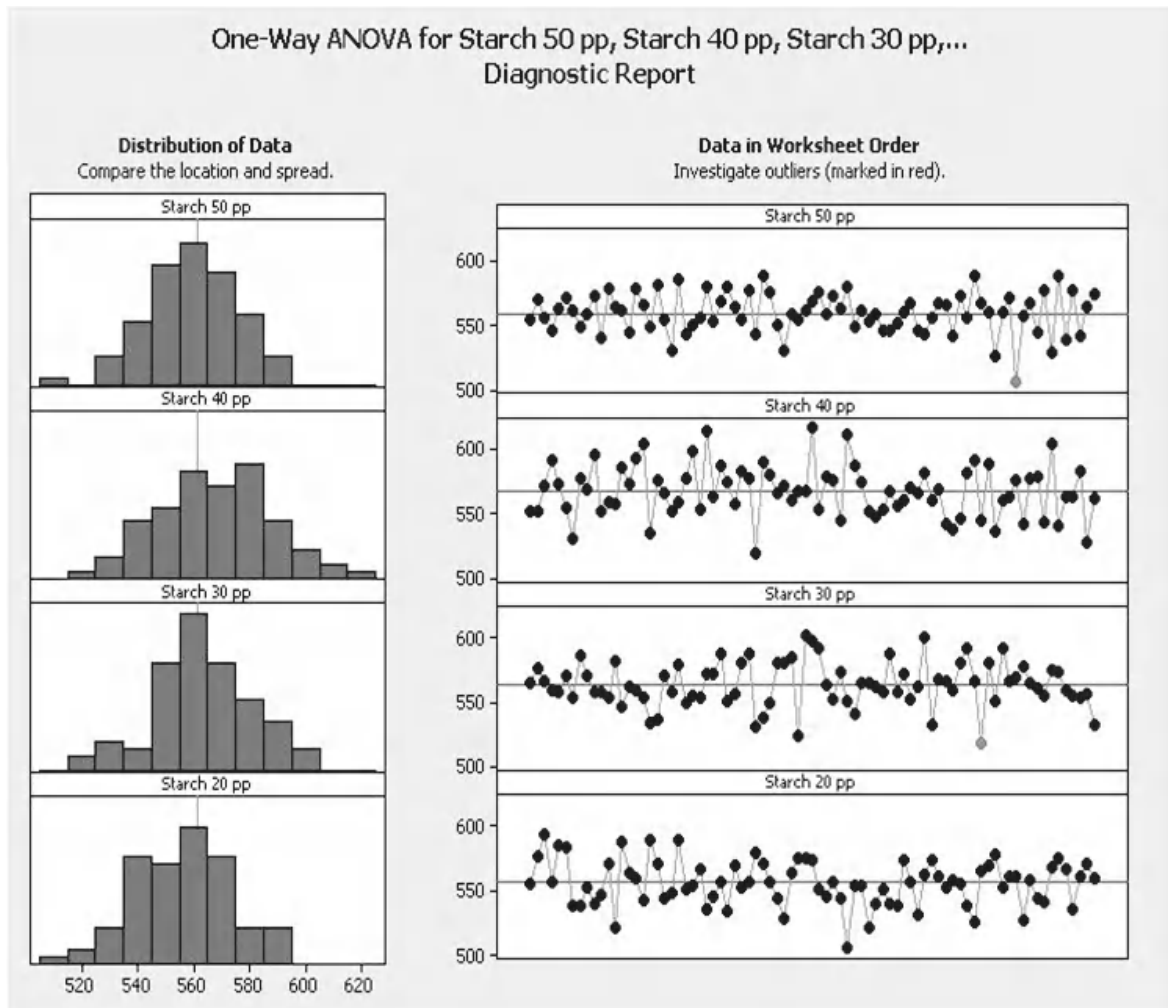 One-Way ANOVA for Starch 50 pp, Starch 40 pp, Starch 30 pp,...
Diagnostic Report
Distribution of Data
Compare the location and spread.
Starch 50 pp
Starch 40 pp
Starch 30 pp
Starch 20 pp
520 540 560 580 600 620
Data in Worksheet Order
Investigate outliers (marked in red).
Starch 50 pp
600
550
500
Starch 40 pp
600
550
500
Starch 30 pp
600
550
500
Starch 20 pp
600
550
500